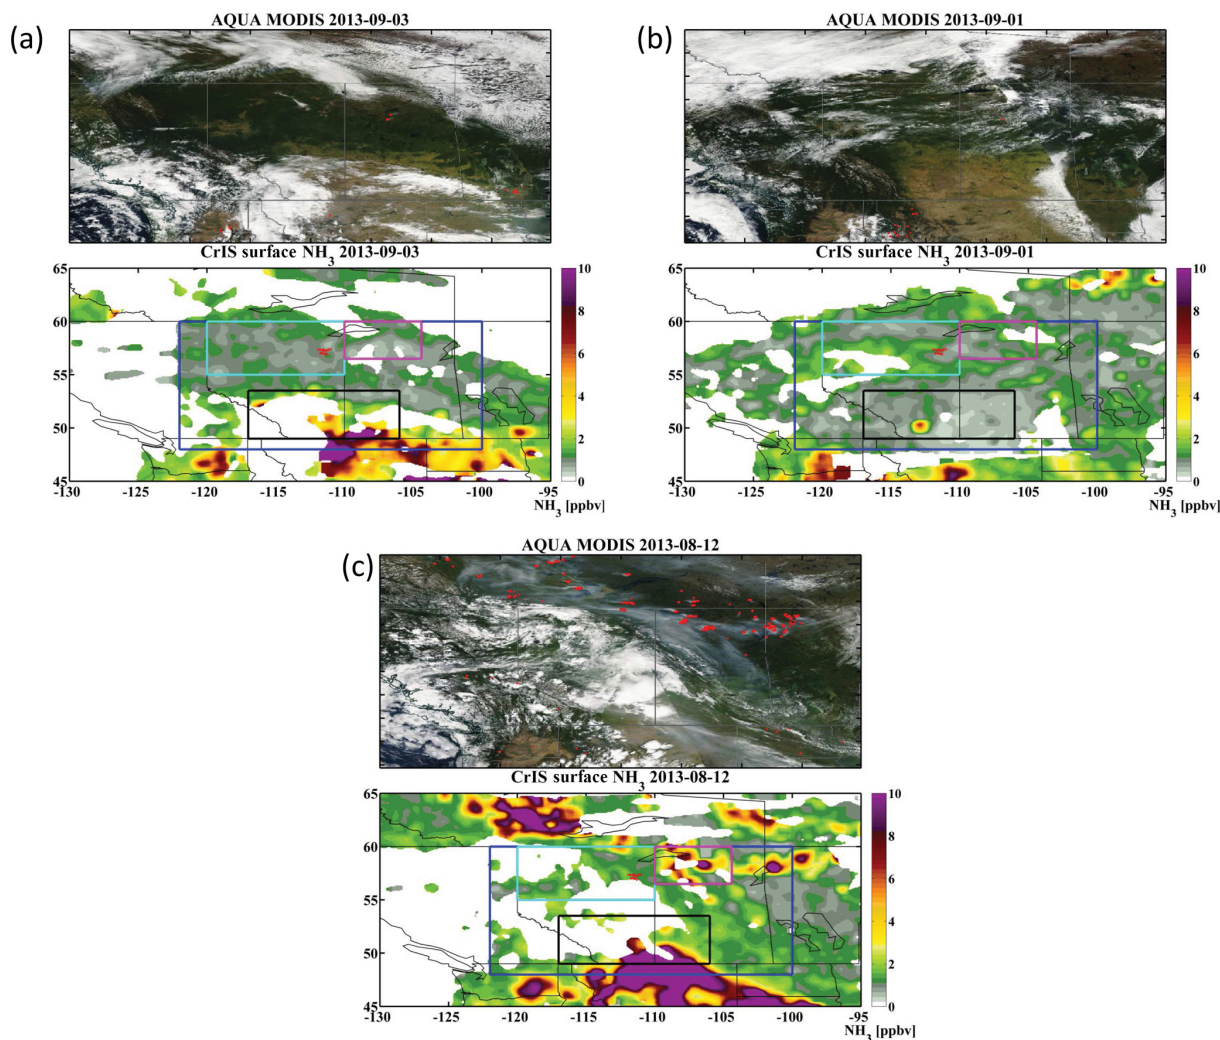 (a)
AQUA MODIS 2013-09-03
CrIS surface NH3 2013-09-03
65
60
55
50
45
-130 -120 -115 -110 -105 -100 -95
NH3 [ppbv]
10
8
6
4
2
0
(b)
AQUA MODIS 2013-09-01
CrIS surface NH3 2013-09-01
65
60
55
50
45
-130 -120 -115 -110 -105 -100 -95
NH3 [ppbv]
10
8
6
4
2
0
(c)
AQUA MODIS 2013-08-12
CrIS surface NH3 2013-08-12
65
60
55
50
45
-130 -120 -115 -110 -105 -100 -95
NH3 [ppbv]
10
8
6
4
2
0